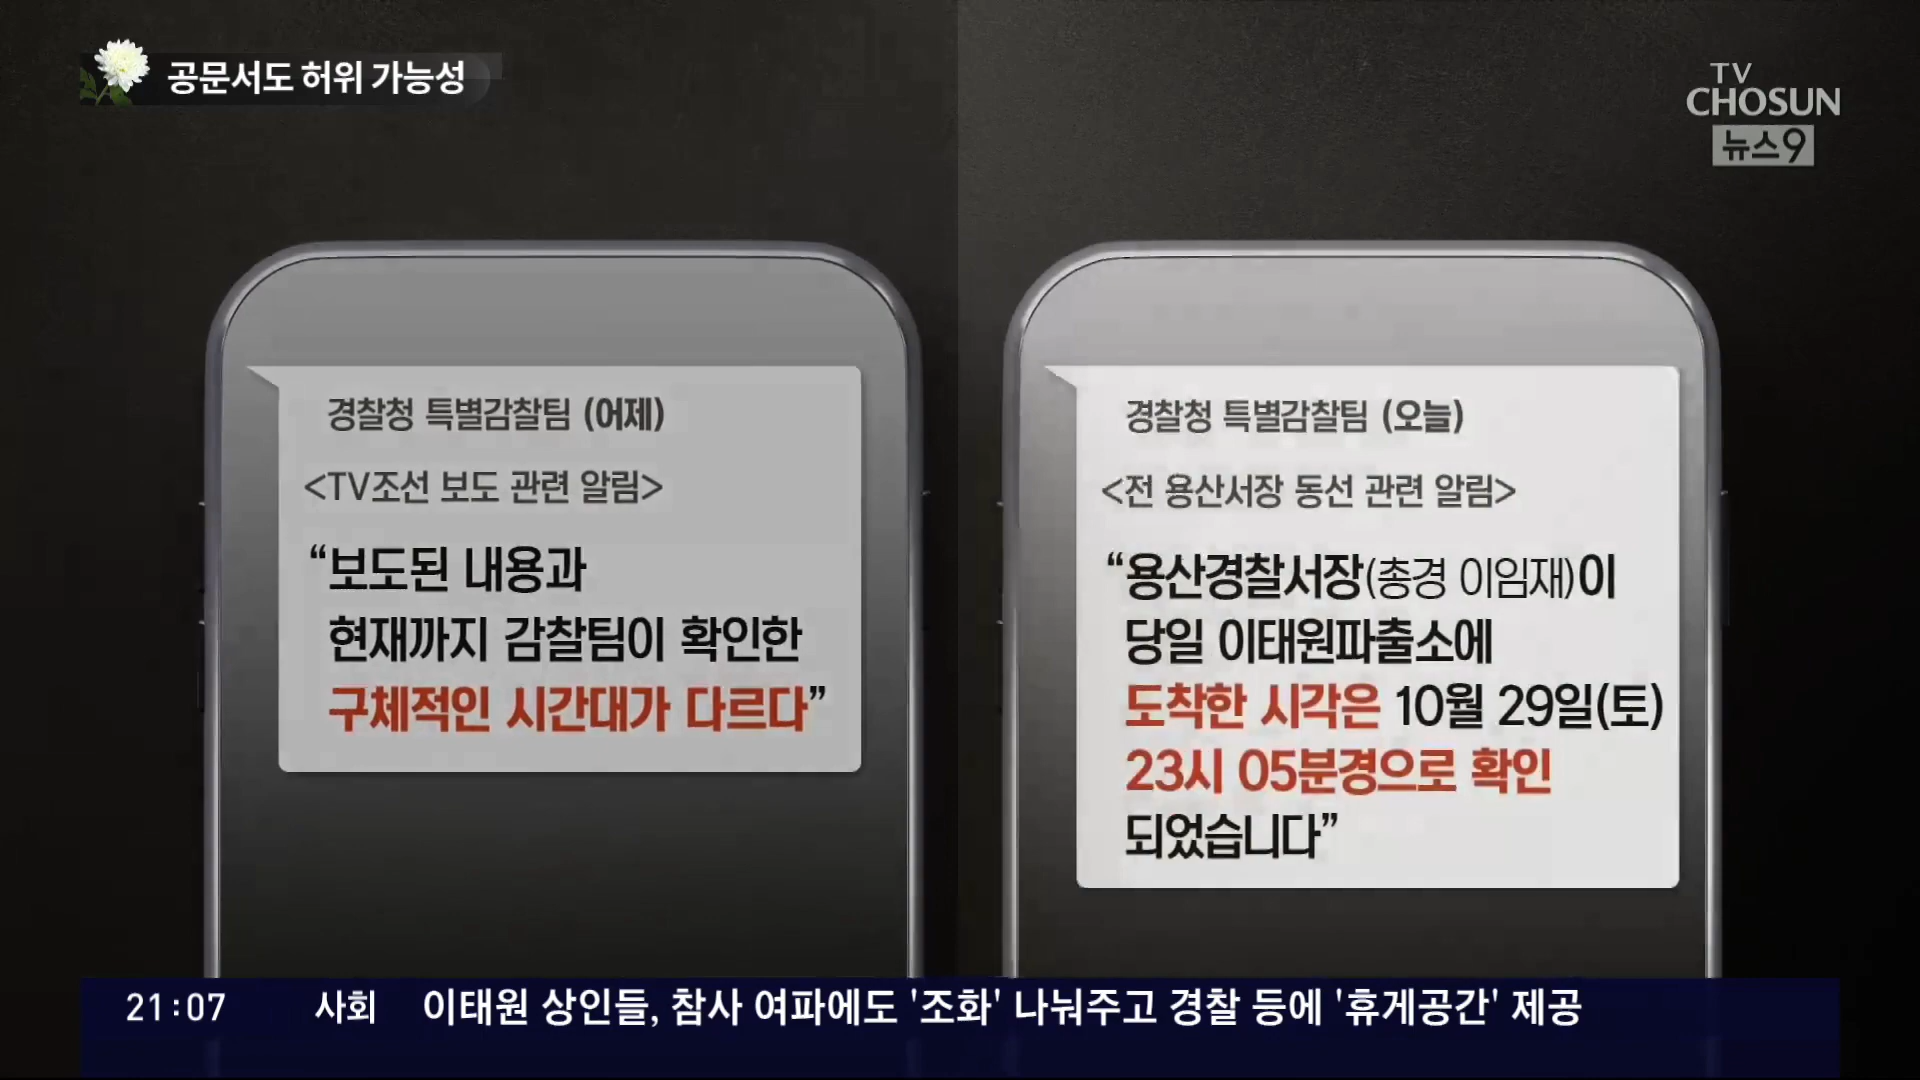 공문서도 허위 가능성
TV
CHOSUN
뉴스9
경찰청 특별감찰팀 (어제)
<TV조선 보도 관련 알림>
“보도된 내용과
현재까지 감찰팀이 확인한
구체적인 시간대가 다르다”
경찰청 특별감찰팀 (오늘)
<전 용산서장 동선 관련 알림>
“용산경찰서장(총경 이임재)이
당일 이태원파출소에
도착한 시각은 10월 29일(토)
23시 05분경으로 확인
되었습니다”
21:07 사회 이태원 상인들, 참사 여파에도 '조화' 나눠주고 경찰 등에 '휴게공간' 제공